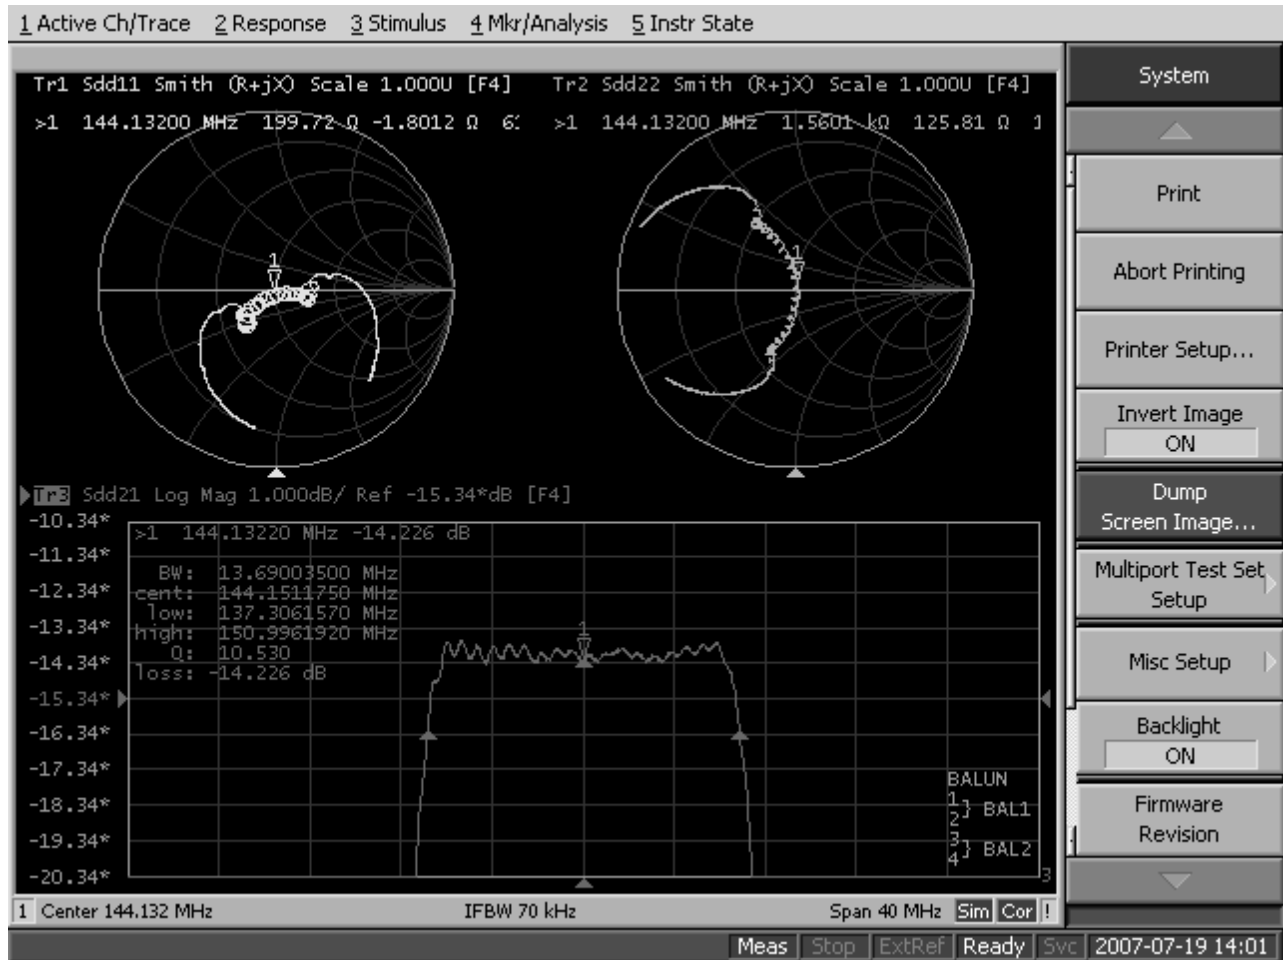 1 Active Ch/Trace 2 Response 3 Stimulus 4 Mkr/Analysis 5 Instr State
Tr1 Sdd11 Smith (R+jX) Scale 1.000U [F4]
>1 144.13200 MHz 199.72 Ω -1.8012 Ω
Tr2 Sdd22 Smith (R+jX) Scale 1.000U [F4]
>1 144.13200 MHz 1.5601 kΩ 125.81 Ω 1
1
1
Tr3 Sdd21 Log Mag 1.000dB/ Ref -15.34*dB [F4]
-10.34*
-11.34*
-12.34*
-13.34*
-14.34*
-15.34*
-16.34*
-17.34*
-18.34*
-19.34*
-20.34*
>1 144.13220 MHz -14.226 dB
BW: 13.69003500 MHz
cent: 144.1511750 MHz
low: 137.3061570 MHz
high: 150.9961920 MHz
Q: 10.530
loss: -14.226 dB
1
BALUN
1
2} BAL1
3
4} BAL2
3
1 Center 144.132 MHz IFBW 70 kHz Span 40 MHz Sim Cor !
Meas Stop ExtRef Ready Svc 2007-07-19 14:01
System
Print
Abort Printing
Printer Setup...
Invert Image
ON
Dump
Screen Image...
Multiport Test Set
Setup
Misc Setup
Backlight
ON
Firmware
Revision